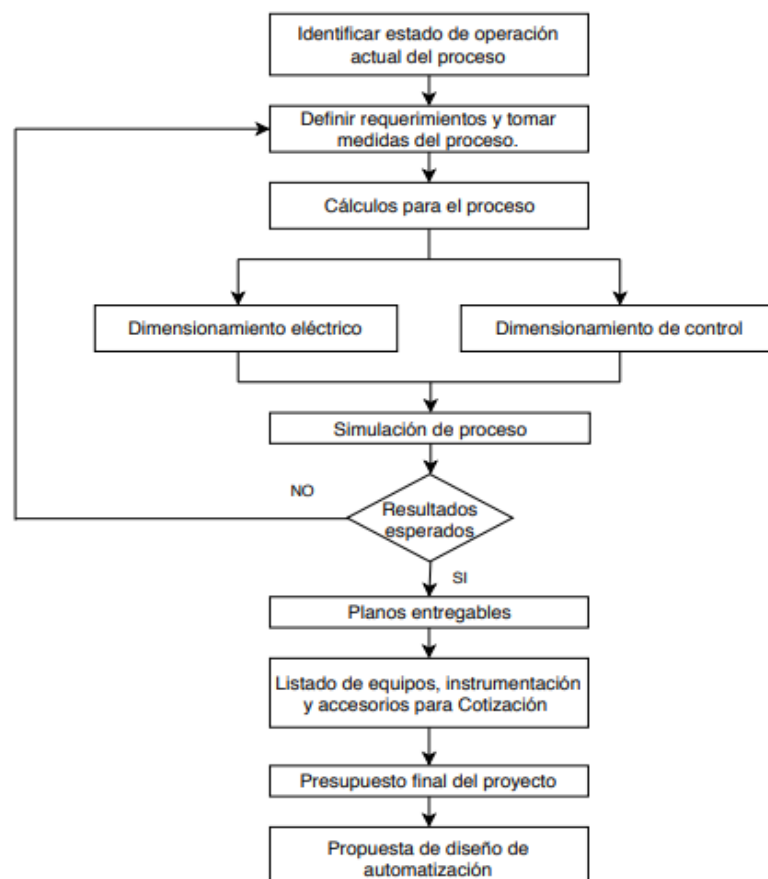 Identificar estado de operación
actual del proceso
Definir requerimientos y tomar
medidas del proceso.
Cálculos para el proceso
Dimensionamiento eléctrico
Dimensionamiento de control
Simulación de proceso
NO
Resultados
esperados
SI
Planos entregables
Listado de equipos, instrumentación
y accesorios para Cotización
Presupuesto final del proyecto
Propuesta de diseño de
automatización